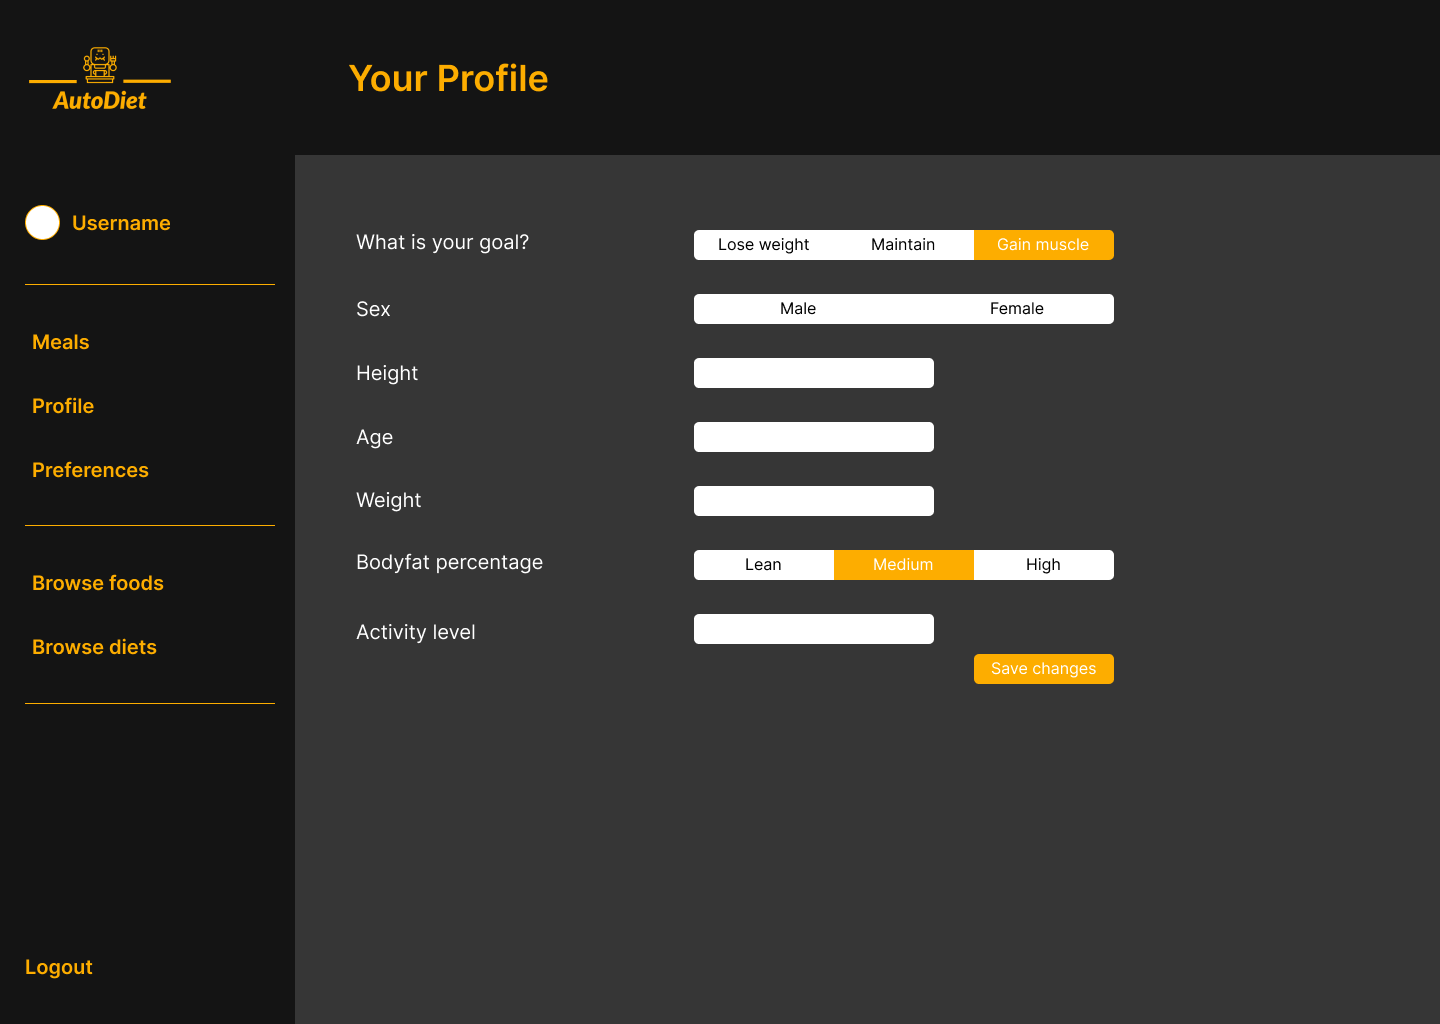 AutoDiet
Your Profile
Username
Meals
Profile
Preferences
Browse foods
Browse diets
Logout
What is your goal?
Lose weight Maintain Gain muscle
Sex
Male Female
Height
Age
Weight
Bodyfat percentage
Lean Medium High
Activity level
Save changes